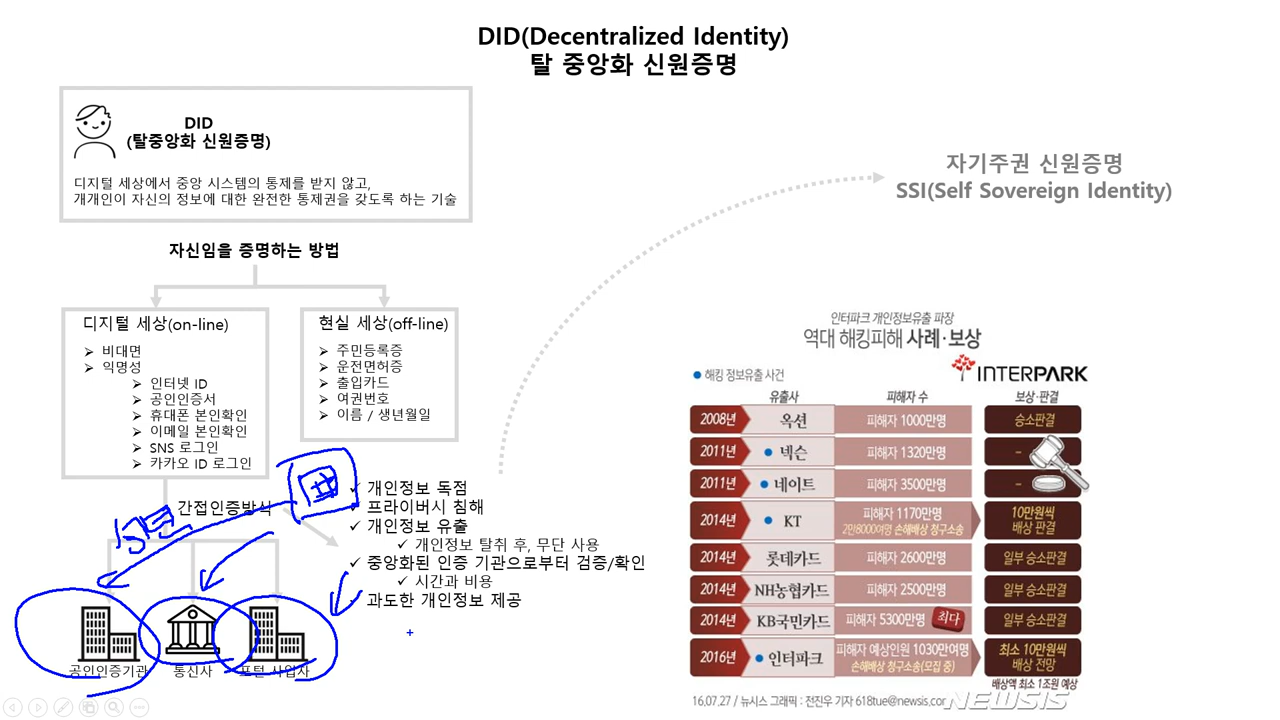 DID(Decentralized Identity)
탈 중앙화 신원증명
DID
(탈중앙화 신원증명)
디지털 세상에서 중앙 시스템의 통제를 받지 않고,
개개인이 자신의 정보에 대한 완전한 통제권을 갖도록 하는 기술
자신임을 증명하는 방법
디지털 세상(on-line)
비대면
익명성
인터넷 ID
공인인증서
휴대폰 본인확인
이메일 본인확인
SNS 로그인
카카오 ID 로그인
현실 세상(off-line)
주민등록증
운전면허증
출입카드
여권번호
이름 / 생년월일
간접인증방식
개인정보 독점
프라이버시 침해
개인정보 유출
개인정보 탈취 후, 무단 사용
중앙화된 인증 기관으로부터 검증/확인
시간과 비용
과도한 개인정보 제공
공인인증기관
통신사
포털 사업자
자기주권 신원증명
SSI(Self Sovereign Identity)
인터파크 개인정보유출 파장
역대 해킹피해 사례·보상
INTERPARK
해킹 정보유출 사건
유출사 피해자 수 보상·판결
2008년 옥션 피해자 1000만명 승소판결
2011년 넥슨 피해자 1320만명 -
2011년 네이트 피해자 3500만명 -
2014년 KT 피해자 1170만명 10만원씩
2만8000여명 손해배상 청구소송 배상 판결
2014년 롯데카드 피해자 2600만명 일부 승소판결
2014년 NH농협카드 피해자 2500만명 일부 승소판결
2014년 KB국민카드 피해자 5300만명 최다 일부 승소판결
2016년 인터파크 피해자 예상인원 1030만여명 최소 10만원씩
손해배상 청구소송(모집 중) 배상 전망
배상액 최소 1조원 예상
16.07.27 / 뉴시스 그래픽 : 전진우 기자 618tue@newsis.com
NEWSIS